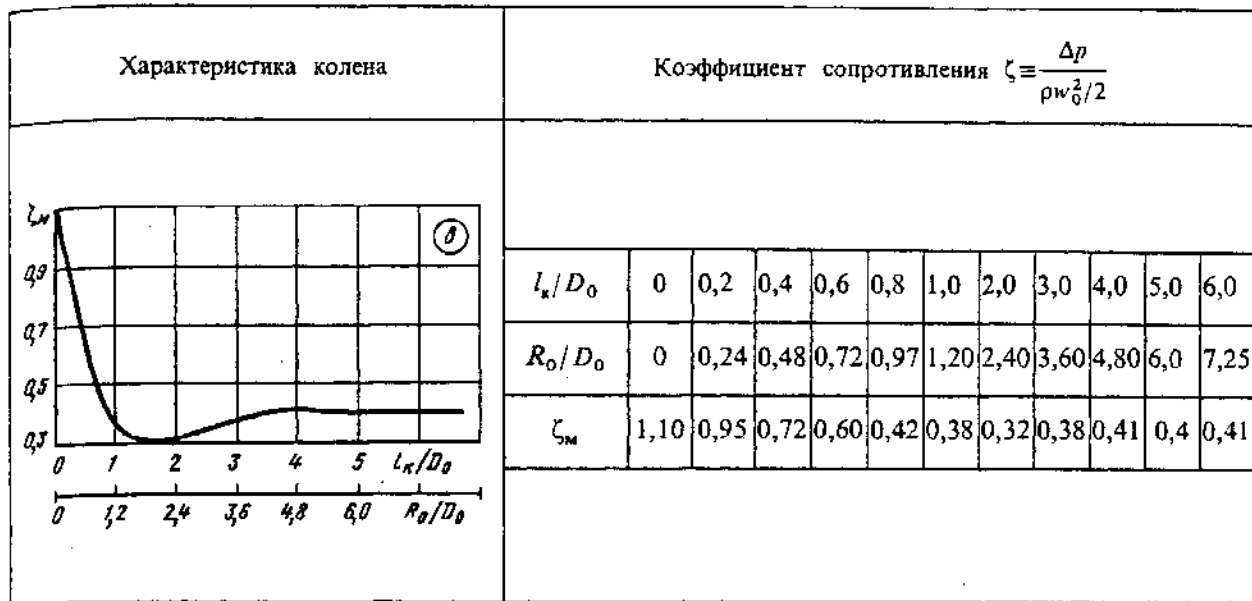 Характеристика колена
Коэффициент сопротивления ζ≡Δp/(ρw₀²/2)
ζм
0,9
0,7
0,5
0,3
в
0 1 2 3 4 5 lк/D₀
0 1,2 2,4 3,6 4,8 6,0 R₀/D₀
lк/D₀ 0 0,2 0,4 0,6 0,8 1,0 2,0 3,0 4,0 5,0 6,0
R₀/D₀ 0 0,24 0,48 0,72 0,97 1,20 2,40 3,60 4,80 6,0 7,25
ζм 1,10 0,95 0,72 0,60 0,42 0,38 0,32 0,38 0,41 0,4 0,41